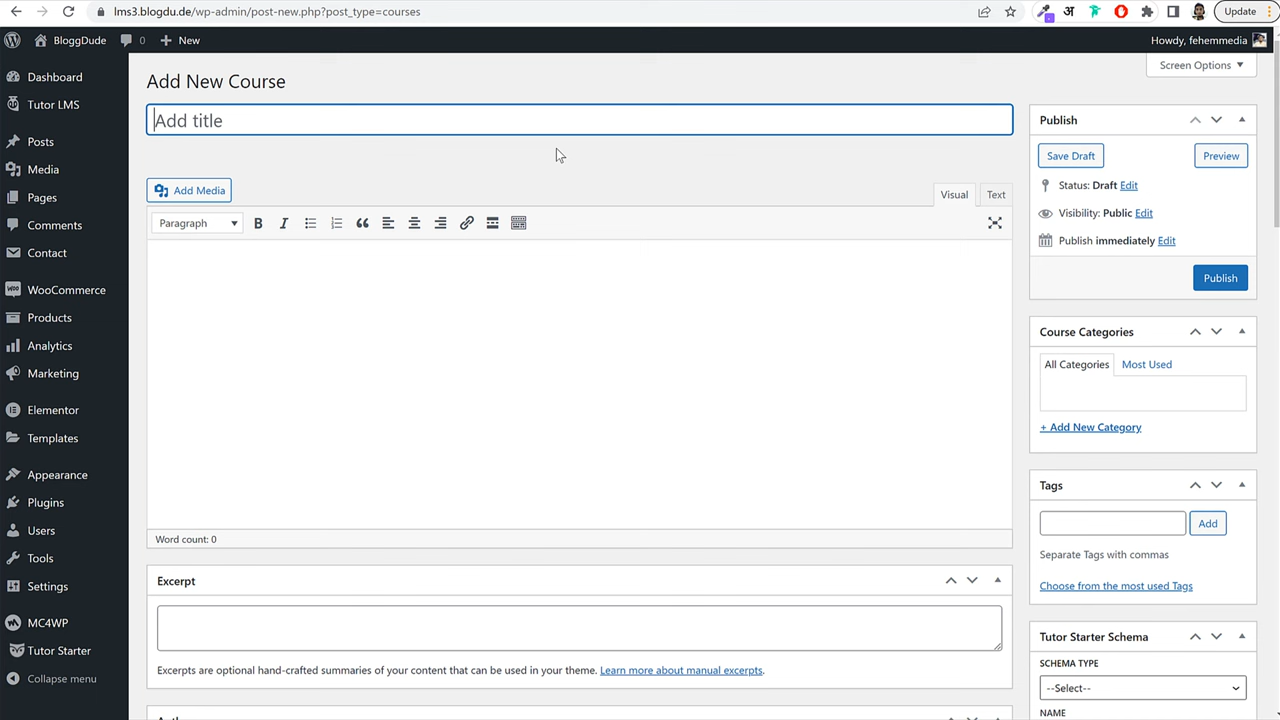 lms3.blogdu.de/wp-admin/post-new.php?post_type=courses
अ
Update
BloggDude
0
New
Howdy, fehemmedia
Dashboard
Tutor LMS
Posts
Media
Pages
Comments
Contact
WooCommerce
Products
Analytics
Marketing
Elementor
Templates
Appearance
Plugins
Users
Tools
Settings
MC4WP
Tutor Starter
Collapse menu
Screen Options
Add New Course
Add title
Add Media
Visual
Text
Paragraph
B I
Word count: 0
Excerpt
Excerpts are optional hand-crafted summaries of your content that can be used in your theme. Learn more about manual excerpts.
Publish
Save Draft
Preview
Status: Draft Edit
Visibility: Public Edit
Publish immediately Edit
Publish
Course Categories
All Categories
Most Used
+ Add New Category
Tags
Add
Separate Tags with commas
Choose from the most used Tags
Tutor Starter Schema
SCHEMA TYPE
--Select--
NAME